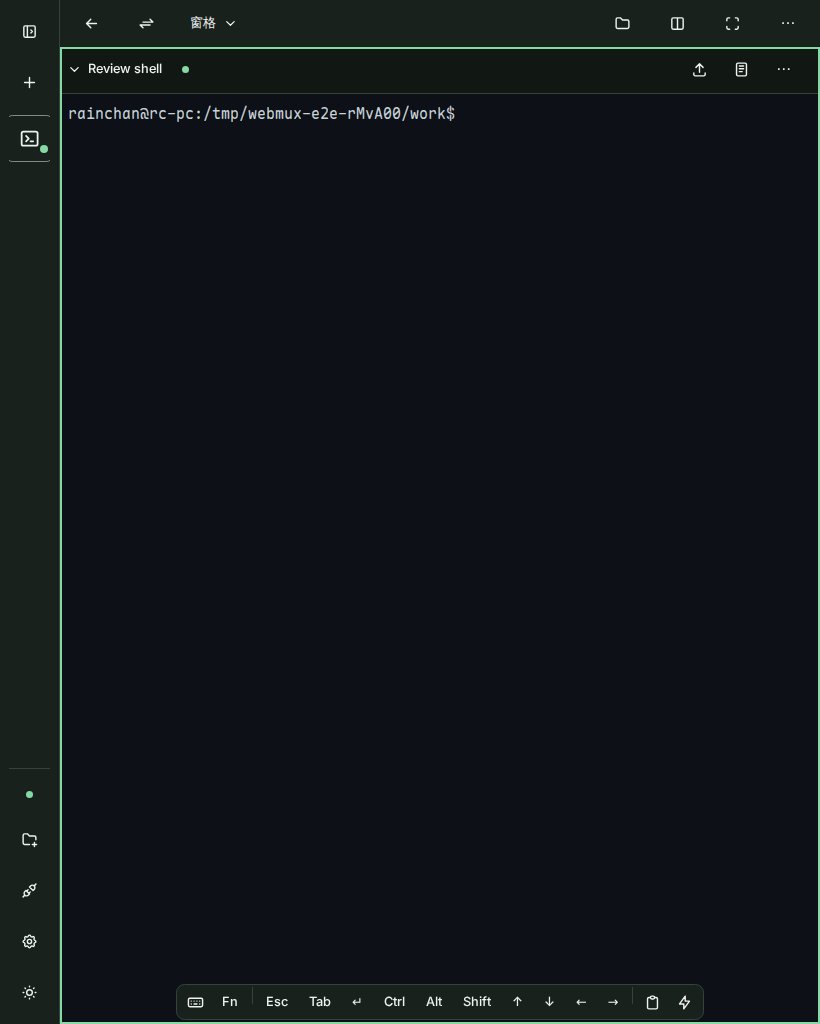 窗格
Review shell
rainchan@rc-pc:/tmp/webmux-e2e-rMvA00/work$
Fn Esc Tab ↵ Ctrl Alt Shift ↑ ↓ ← →